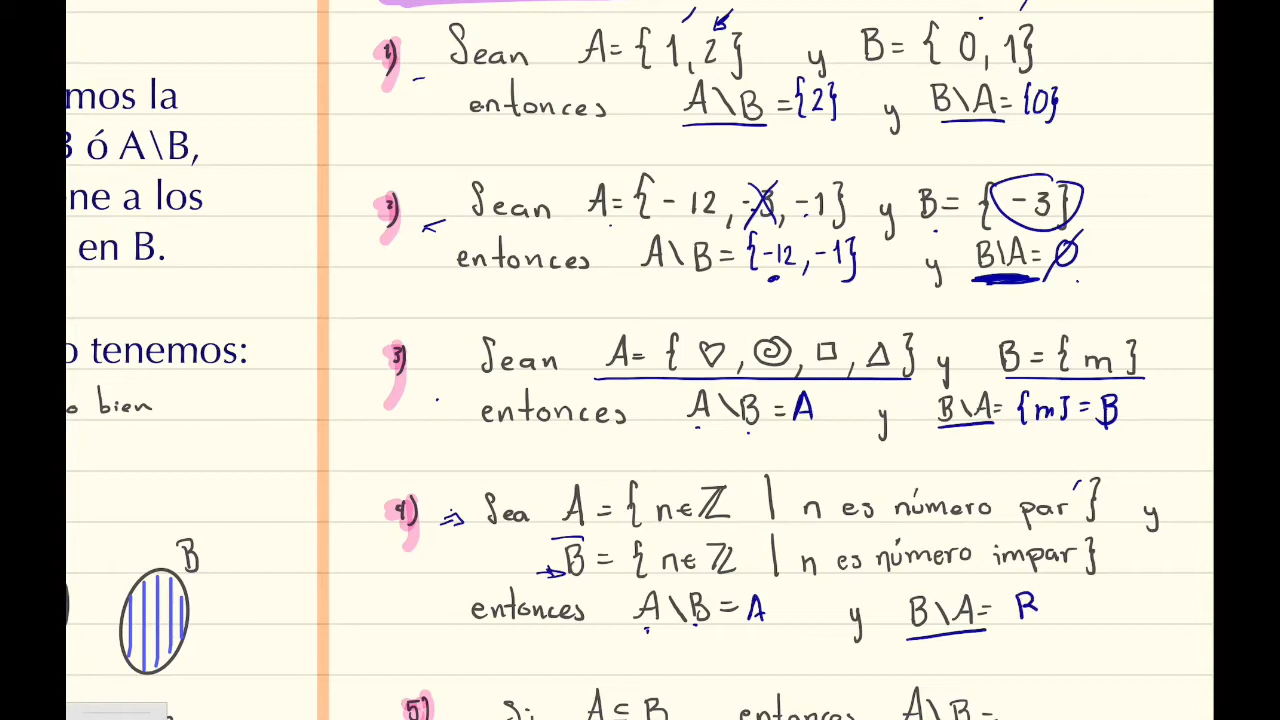 mos la
B ó A\B,
ne a los
en B.
o tenemos:
o bien
B
1) Sean A = { 1, 2 } y B = { 0, 1 }
entonces A\B = {2} y B\A = {0}
2) Sean A = { -12, -3, -1 } y B = { -3 }
entonces A\B = {-12, -1} y B\A = ∅
3) Sean A = { ♡, ◎, □, △ } y B = { m }
entonces A\B = A y B\A = {m} = B
4) ⇒ Sea A = { n ∈ ℤ | n es número par } y
→ B = { n ∈ ℤ | n es número impar }
entonces A\B = A y B\A =
5) Si A ⊆ B entonces A\B =